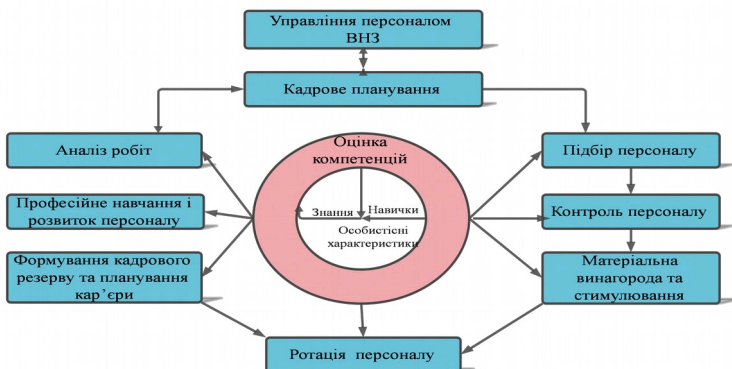 Управління персоналом
ВНЗ
Кадрове планування
Аналіз робіт
Оцінка
компетенцій
Підбір персоналу
Професійне навчання і
розвиток персоналу
Знання
Навички
Особистісні
характеристики
Контроль персоналу
Формування кадрового
резерву та планування
кар’єри
Матеріальна
винагорода та
стимулювання
Ротація персоналу